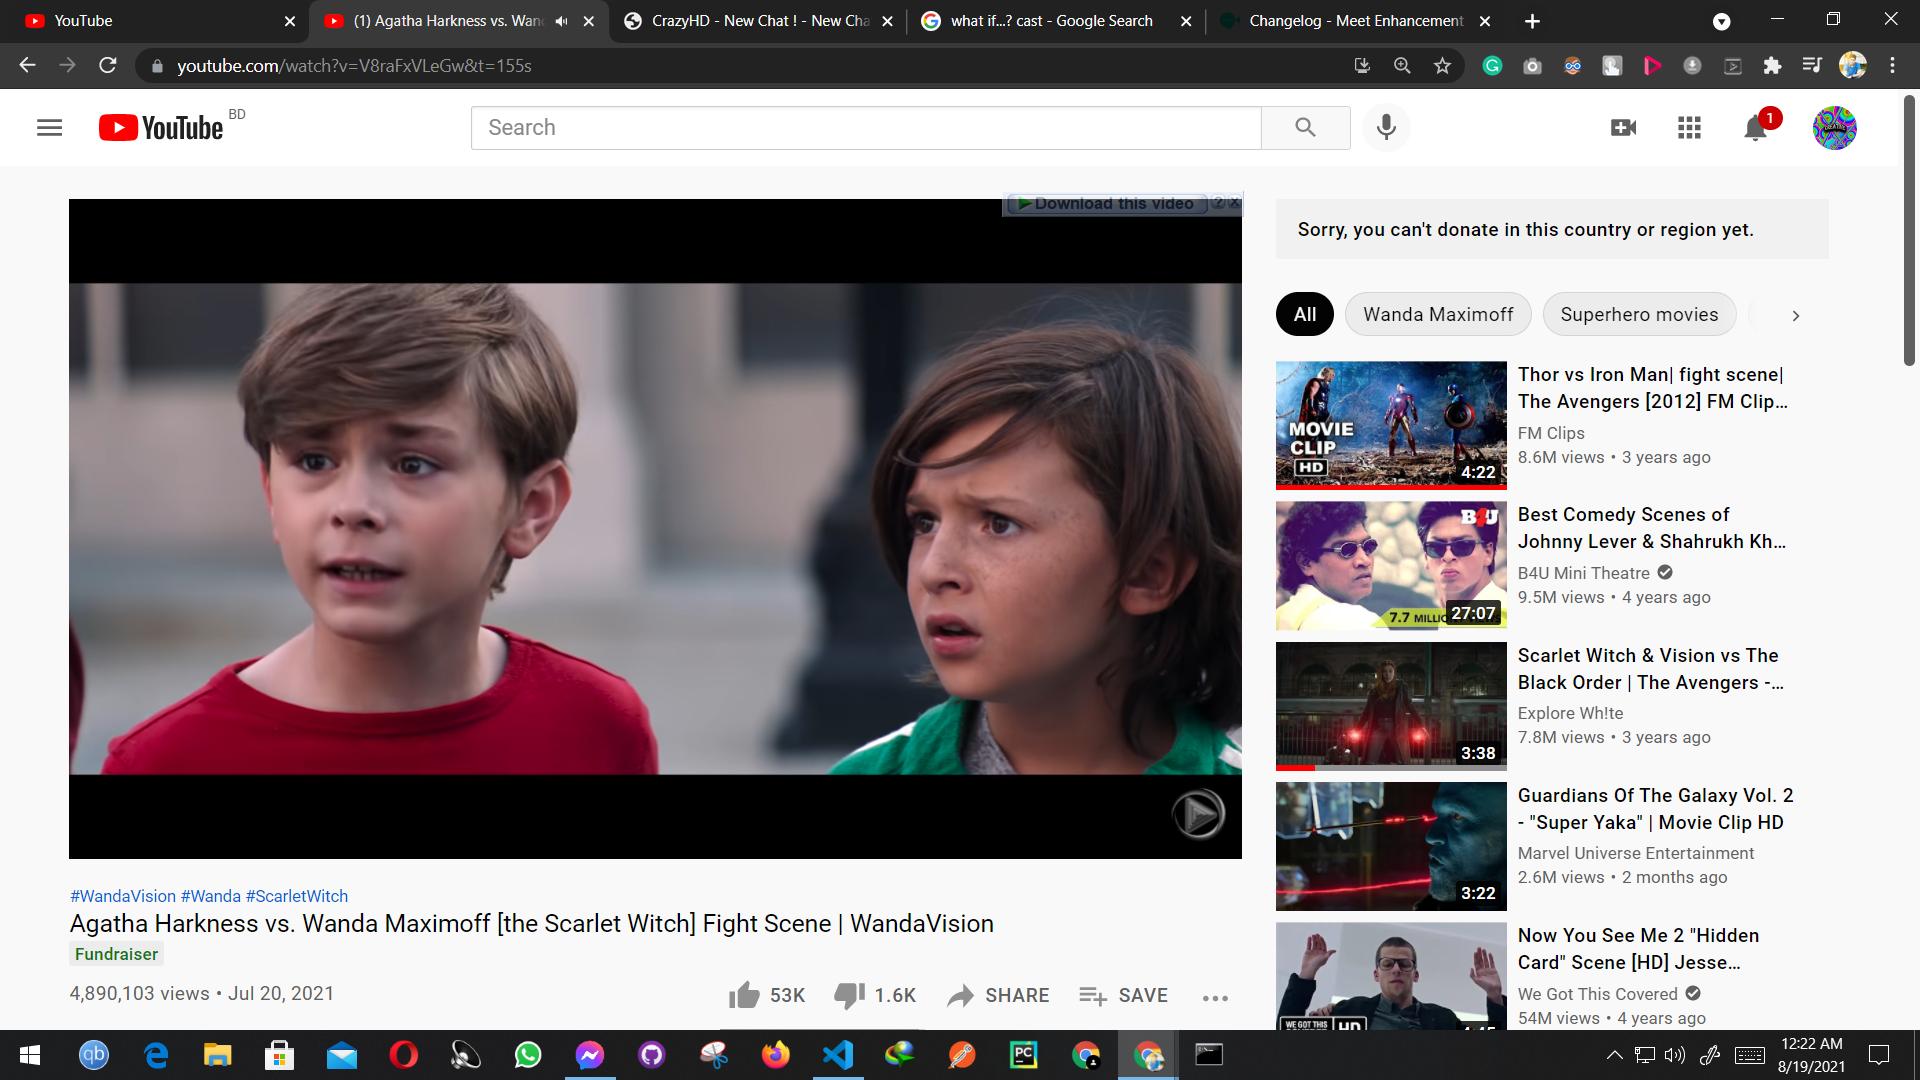 YouTube
(1) Agatha Harkness vs. Wan
CrazyHD - New Chat ! - New Cha
what if...? cast - Google Search
Changelog - Meet Enhancement
youtube.com/watch?v=V8raFxVLeGw&t=155s
YouTube BD
Search
1
Download this video
Sorry, you can't donate in this country or region yet.
All
Wanda Maximoff
Superhero movies
MOVIE
CLIP
HD
4:22
Thor vs Iron Man| fight scene|
The Avengers [2012] FM Clip...
FM Clips
8.6M views • 3 years ago
B4U
7.7 MILLIO
27:07
Best Comedy Scenes of
Johnny Lever & Shahrukh Kh...
B4U Mini Theatre
9.5M views • 4 years ago
3:38
Scarlet Witch & Vision vs The
Black Order | The Avengers -...
Explore Wh!te
7.8M views • 3 years ago
3:22
Guardians Of The Galaxy Vol. 2
- "Super Yaka" | Movie Clip HD
Marvel Universe Entertainment
2.6M views • 2 months ago
WE GOT THIS
HD
Now You See Me 2 "Hidden
Card" Scene [HD] Jesse...
We Got This Covered
54M views • 4 years ago
#WandaVision #Wanda #ScarletWitch
Agatha Harkness vs. Wanda Maximoff [the Scarlet Witch] Fight Scene | WandaVision
Fundraiser
4,890,103 views • Jul 20, 2021
53K
1.6K
SHARE
SAVE
qb
PC
12:22 AM
8/19/2021